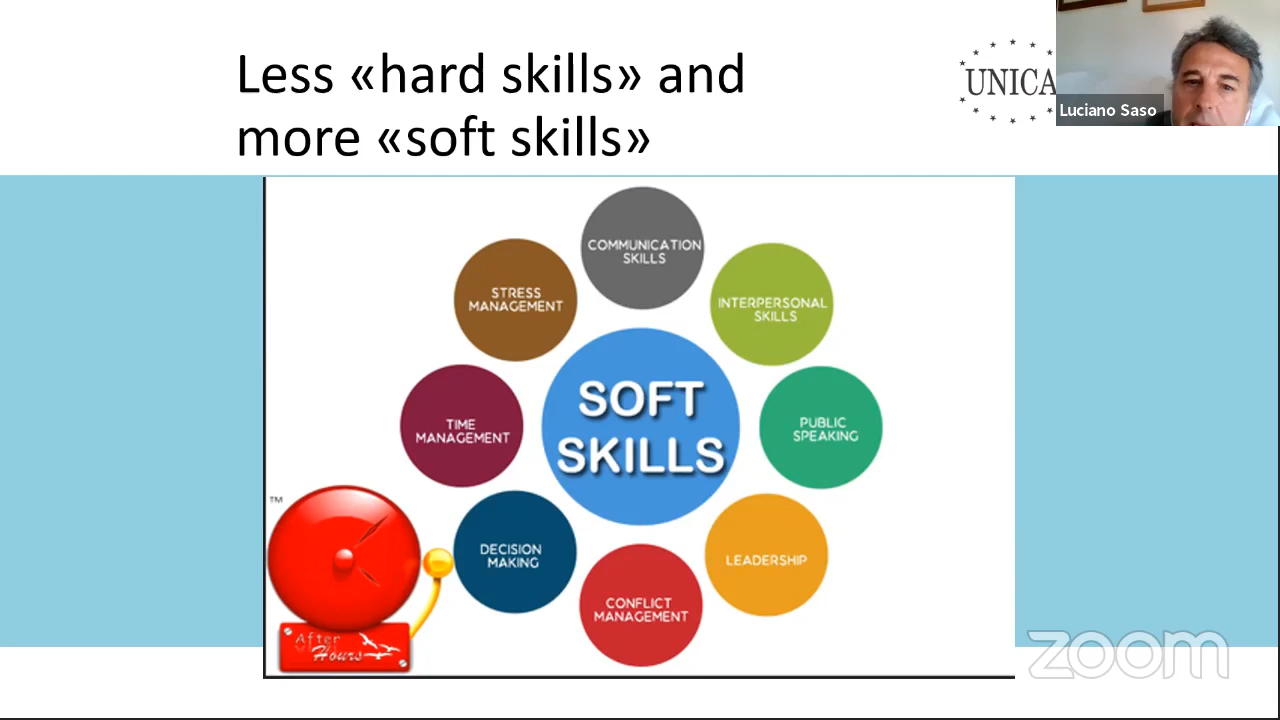 Less «hard skills» and
more «soft skills»
UNICA
Luciano Saso
COMMUNICATION
SKILLS
STRESS
MANAGEMENT
INTERPERSONAL
SKILLS
SOFT
SKILLS
TIME
MANAGEMENT
PUBLIC
SPEAKING
TM
DECISION
MAKING
LEADERSHIP
CONFLICT
MANAGEMENT
After
Hours
zoom